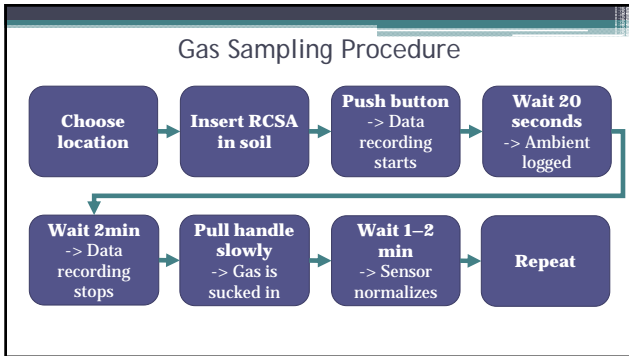 Gas Sampling Procedure
Choose
location
Insert RCSA
in soil
Push button
-> Data
recording
starts
Wait 20
seconds
-> Ambient
logged
Wait 2min
-> Data
recording
stops
Pull handle
slowly
-> Gas is
sucked in
Wait 1–2
min
-> Sensor
normalizes
Repeat